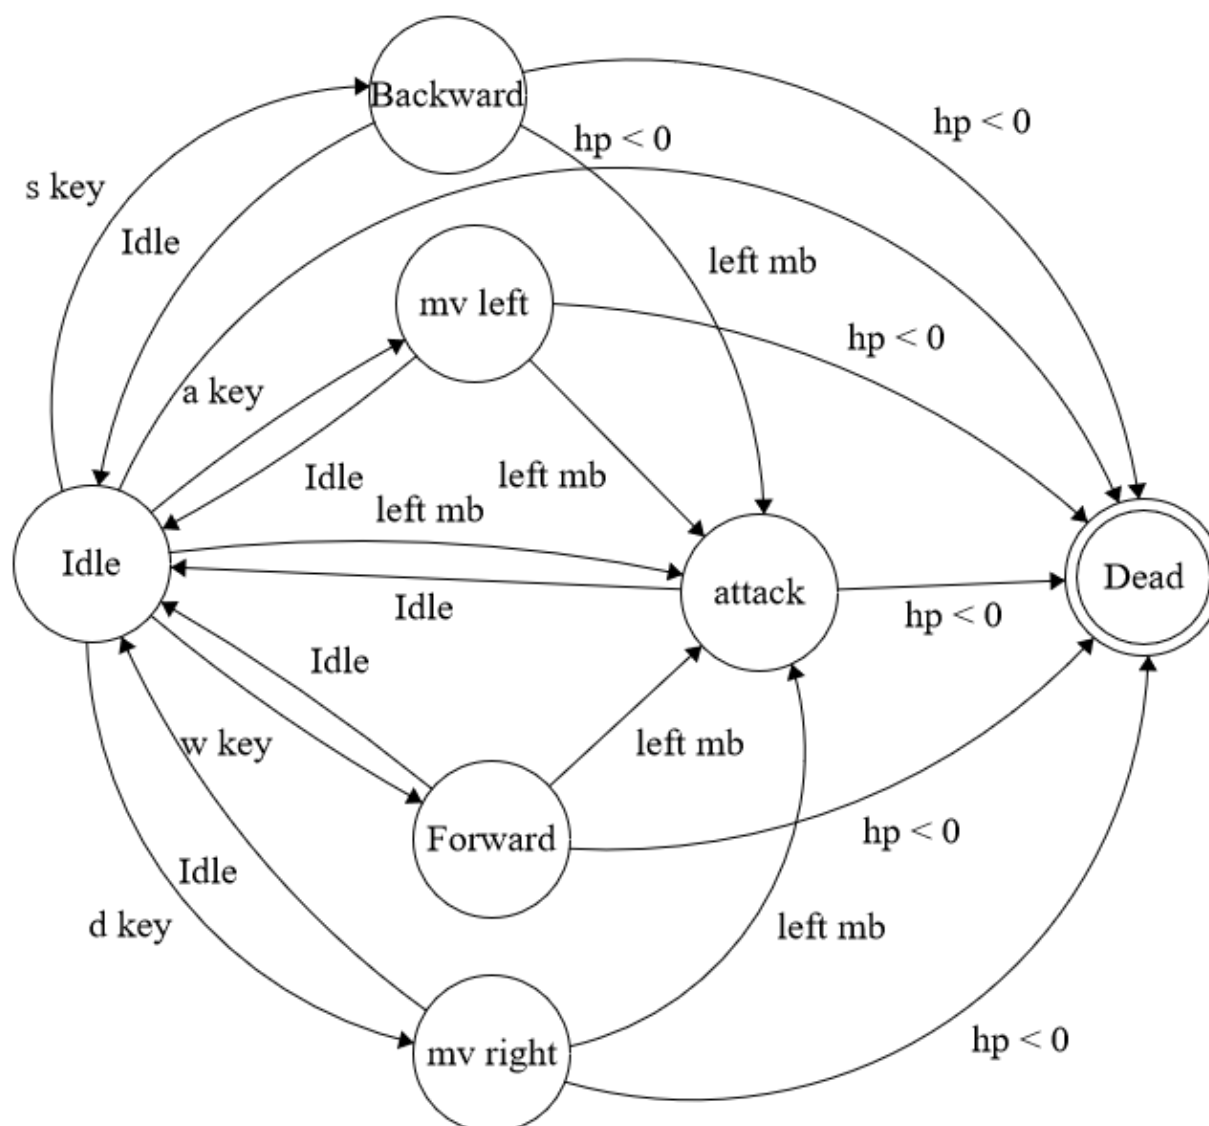 Backward
hp < 0
hp < 0
s key
Idle
left mb
mv left
hp < 0
a key
Idle
left mb
left mb
Idle
attack
Dead
Idle
hp < 0
Idle
w key
left mb
Forward
hp < 0
Idle
d key
left mb
mv right
hp < 0